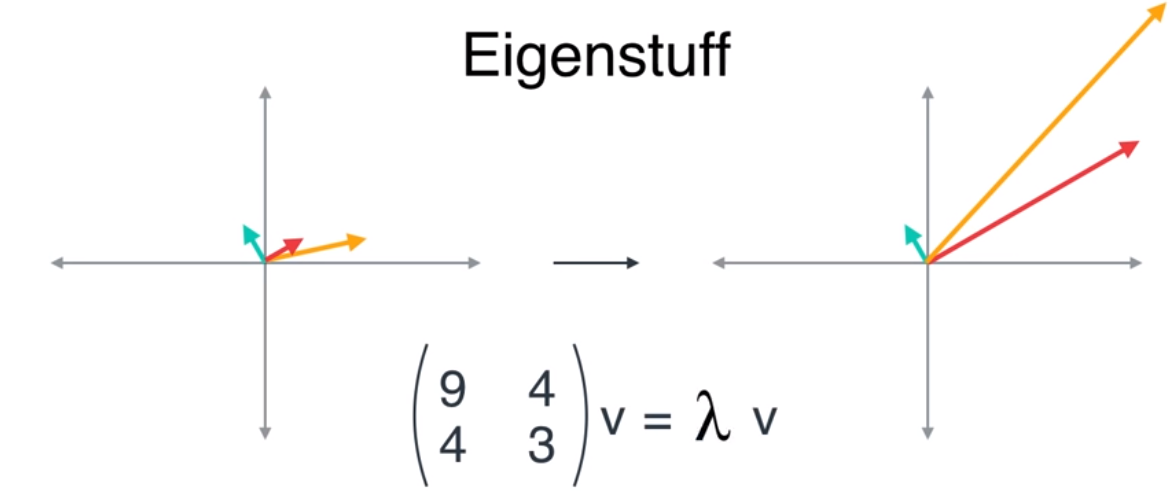 Eigenstuff
9 4
4 3
v = λ v